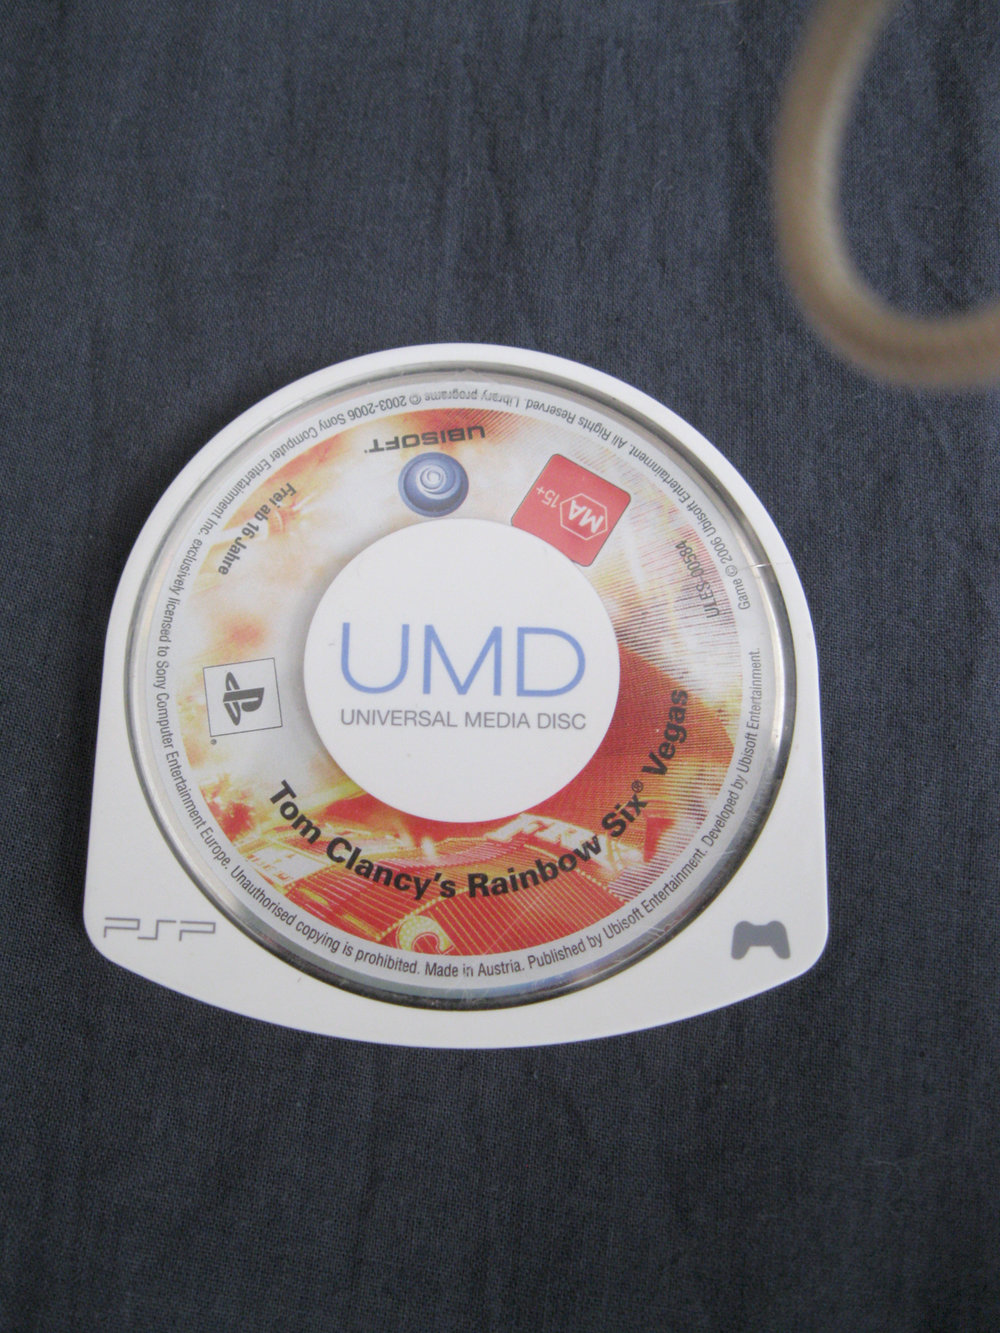 UMD
UNIVERSAL MEDIA DISC
UBISOFT
MA 15+
ULES-00584
Frei ab 16 Jahre
Tom Clancy's Rainbow Six® Vegas
Library programs © 2003-2006 Sony Computer Entertainment Inc. exclusively licensed to Sony Computer Entertainment Europe. Unauthorised copying is prohibited. Made in Austria. Published by Ubisoft Entertainment. Developed by Ubisoft Entertainment.
Game © 2006 Ubisoft Entertainment. All Rights Reserved.
PSP